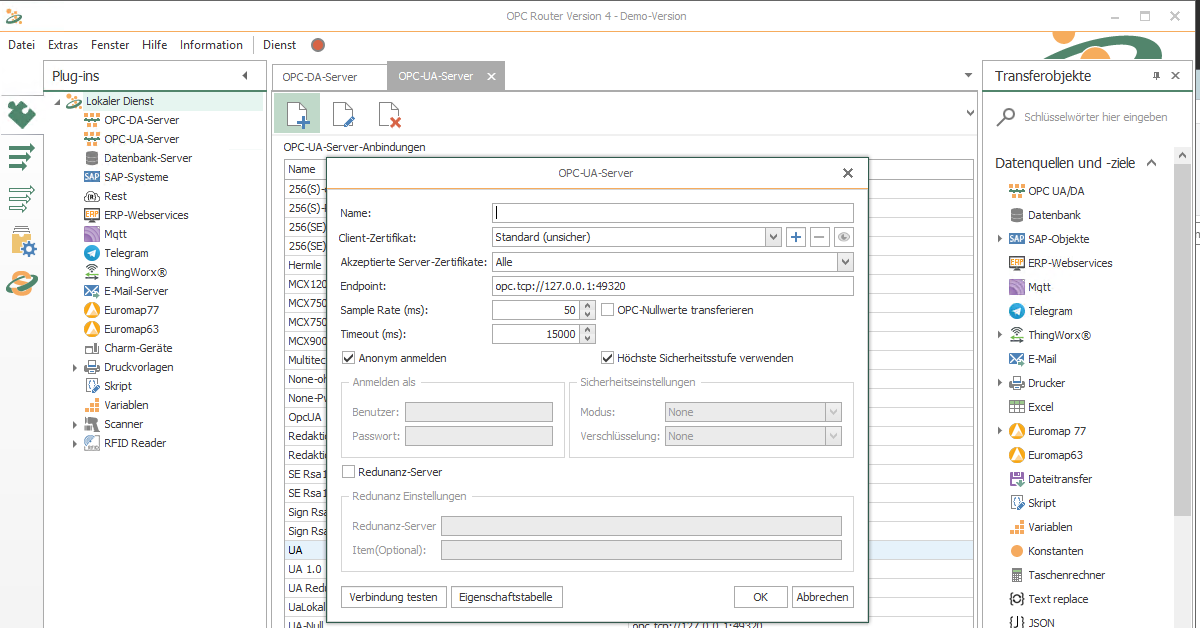 OPC Router Version 4 - Demo-Version
Datei Extras Fenster Hilfe Information Dienst
Plug-ins
Lokaler Dienst
OPC-DA-Server
OPC-UA-Server
Datenbank-Server
SAP SAP-Systeme
Rest
ERP ERP-Webservices
Mqtt
Telegram
ThingWorx®
E-Mail-Server
Euromap77
Euromap63
Charm-Geräte
Druckvorlagen
Skript
Variablen
Scanner
RFID RFID Reader
OPC-DA-Server OPC-UA-Server
OPC-UA-Server-Anbindungen
Name
256(S)-
256(S)-
256(SE)
256(SE)
Hermle
MCX120
MCX750
MCX750
MCX900
Multitec
None-oh
None-Pw
OpcUA
Redakti
Redakti
SE Rsa1
SE Rsa1
Sign Rsa
Sign Rsa
UA
UA 1.0
UA Redu
UaLokal
UA-Null
opc.tcp://127.0.0.1:49320
OPC-UA-Server
Name:
Client-Zertifikat: Standard (unsicher)
Akzeptierte Server-Zertifikate: Alle
Endpoint: opc.tcp://127.0.0.1:49320
Sample Rate (ms): 50 OPC-Nullwerte transferieren
Timeout (ms): 15000
Anonym anmelden Höchste Sicherheitsstufe verwenden
Anmelden als
Benutzer:
Passwort:
Sicherheitseinstellungen
Modus: None
Verschlüsselung: None
Redunanz-Server
Redunanz Einstellungen
Redunanz-Server
Item(Optional):
Verbindung testen Eigenschaftstabelle OK Abbrechen
Transferobjekte
Schlüsselwörter hier eingeben
Datenquellen und -ziele
OPC UA/DA
Datenbank
SAP SAP-Objekte
ERP ERP-Webservices
Mqtt
Telegram
ThingWorx®
E-Mail
Drucker
Excel
Euromap 77
Euromap63
Dateitransfer
Skript
Variablen
Konstanten
Taschenrechner
Text replace
JSON